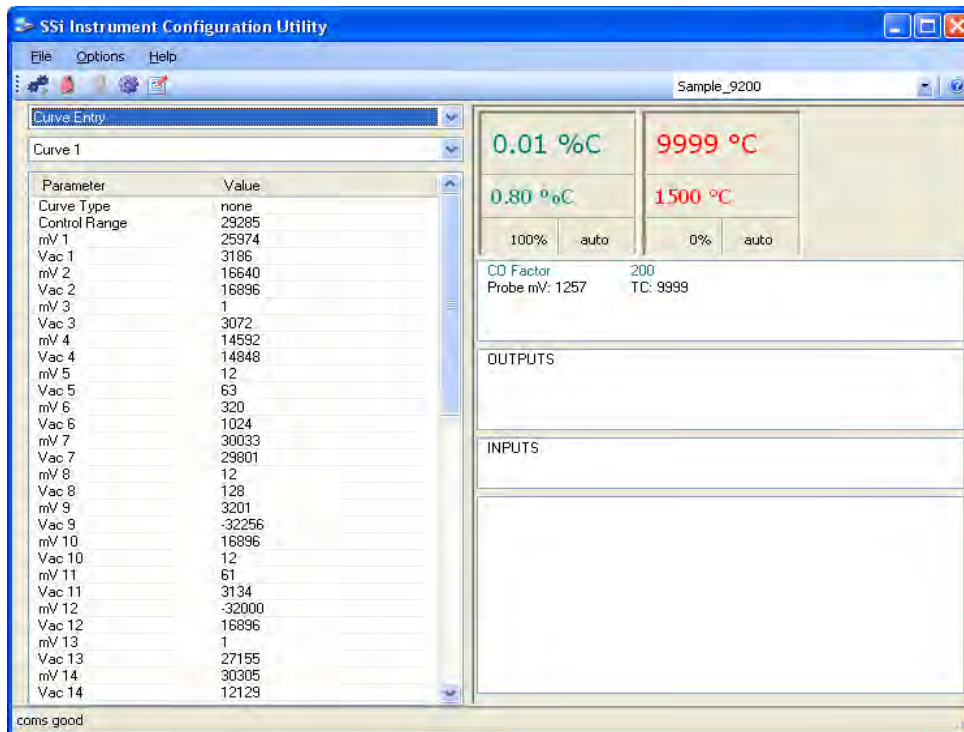 SSi Instrument Configuration Utility
File Options Help
Sample_9200
Curve Entry
Curve 1
Parameter Value
Curve Type none
Control Range 29285
mV 1 25974
Vac 1 3186
mV 2 16640
Vac 2 16896
mV 3 1
Vac 3 3072
mV 4 14592
Vac 4 14848
mV 5 12
Vac 5 63
mV 6 320
Vac 6 1024
mV 7 30033
Vac 7 29801
mV 8 12
Vac 8 128
mV 9 3201
Vac 9 -32256
mV 10 16896
Vac 10 12
mV 11 61
Vac 11 3134
mV 12 -32000
Vac 12 16896
mV 13 1
Vac 13 27155
mV 14 30305
Vac 14 12129
0.01 %C
0.80 %C
100% auto
9999 °C
1500 °C
0% auto
CO Factor 200
Probe mV: 1257 TC: 9999
OUTPUTS
INPUTS
coms good